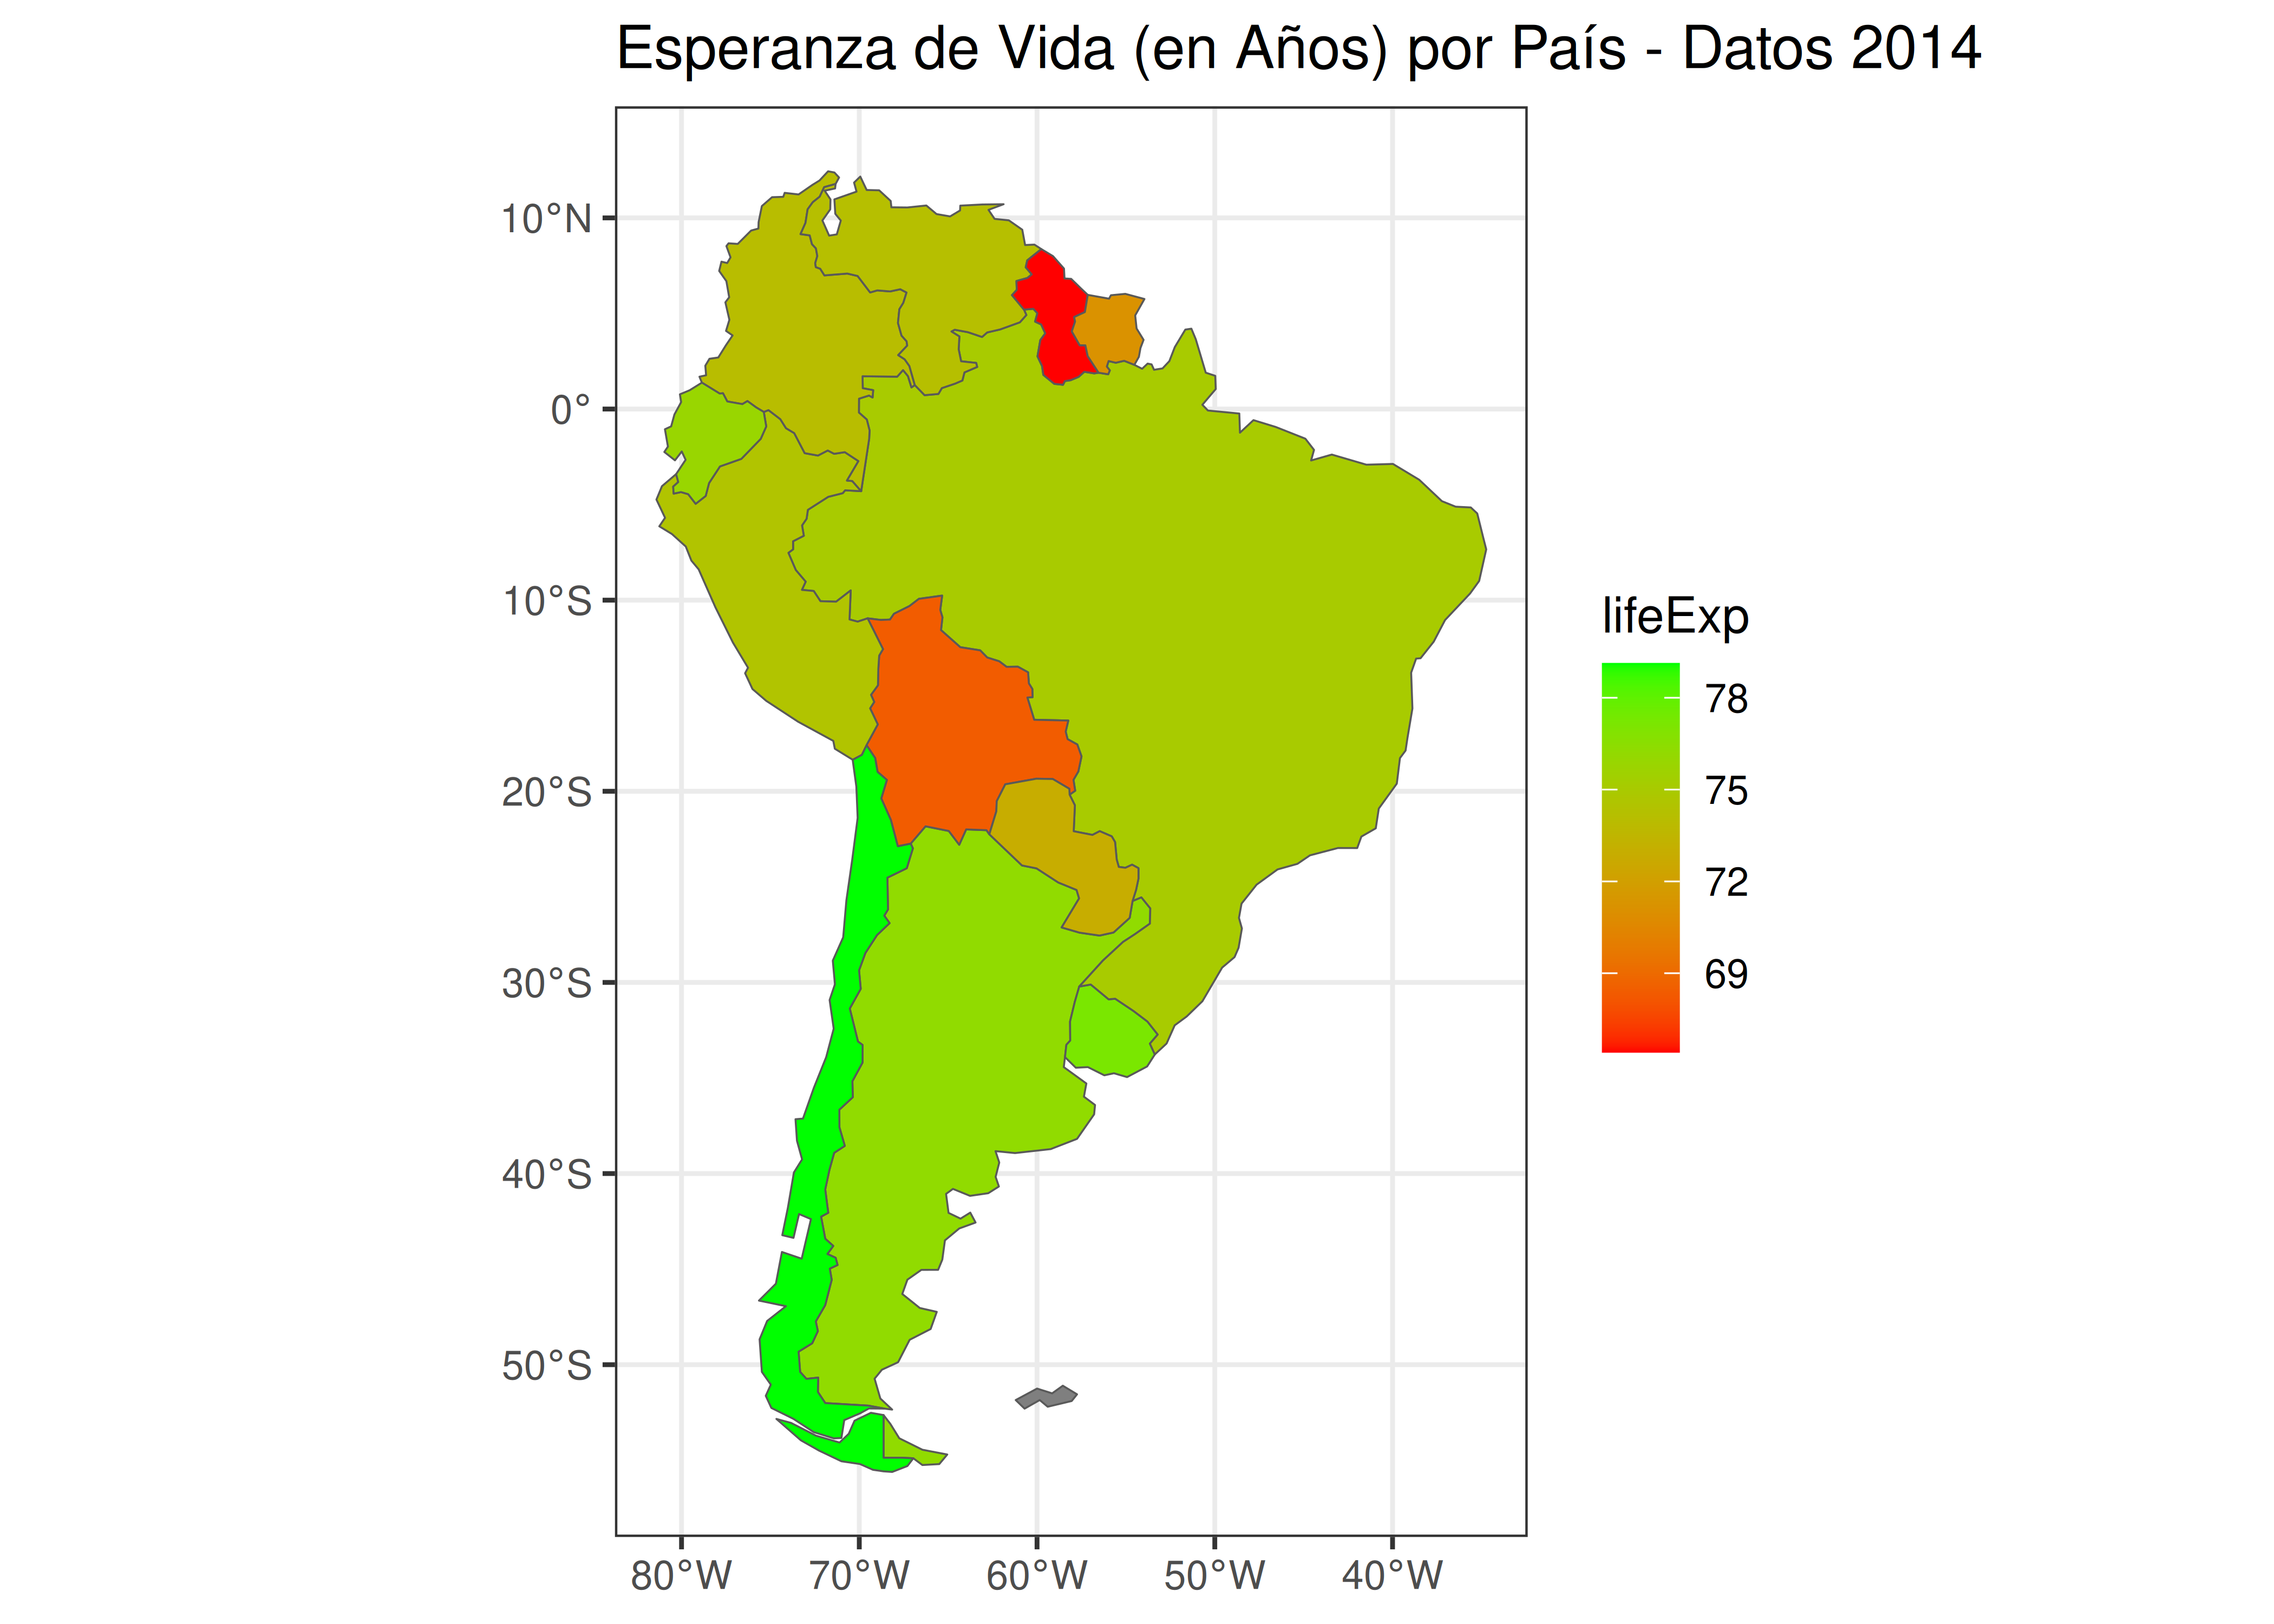 Esperanza de Vida (en Años) por País - Datos 2014
10°N
0°
10°S
20°S
30°S
40°S
50°S
80°W 70°W 60°W 50°W 40°W
lifeExp
78
75
72
69